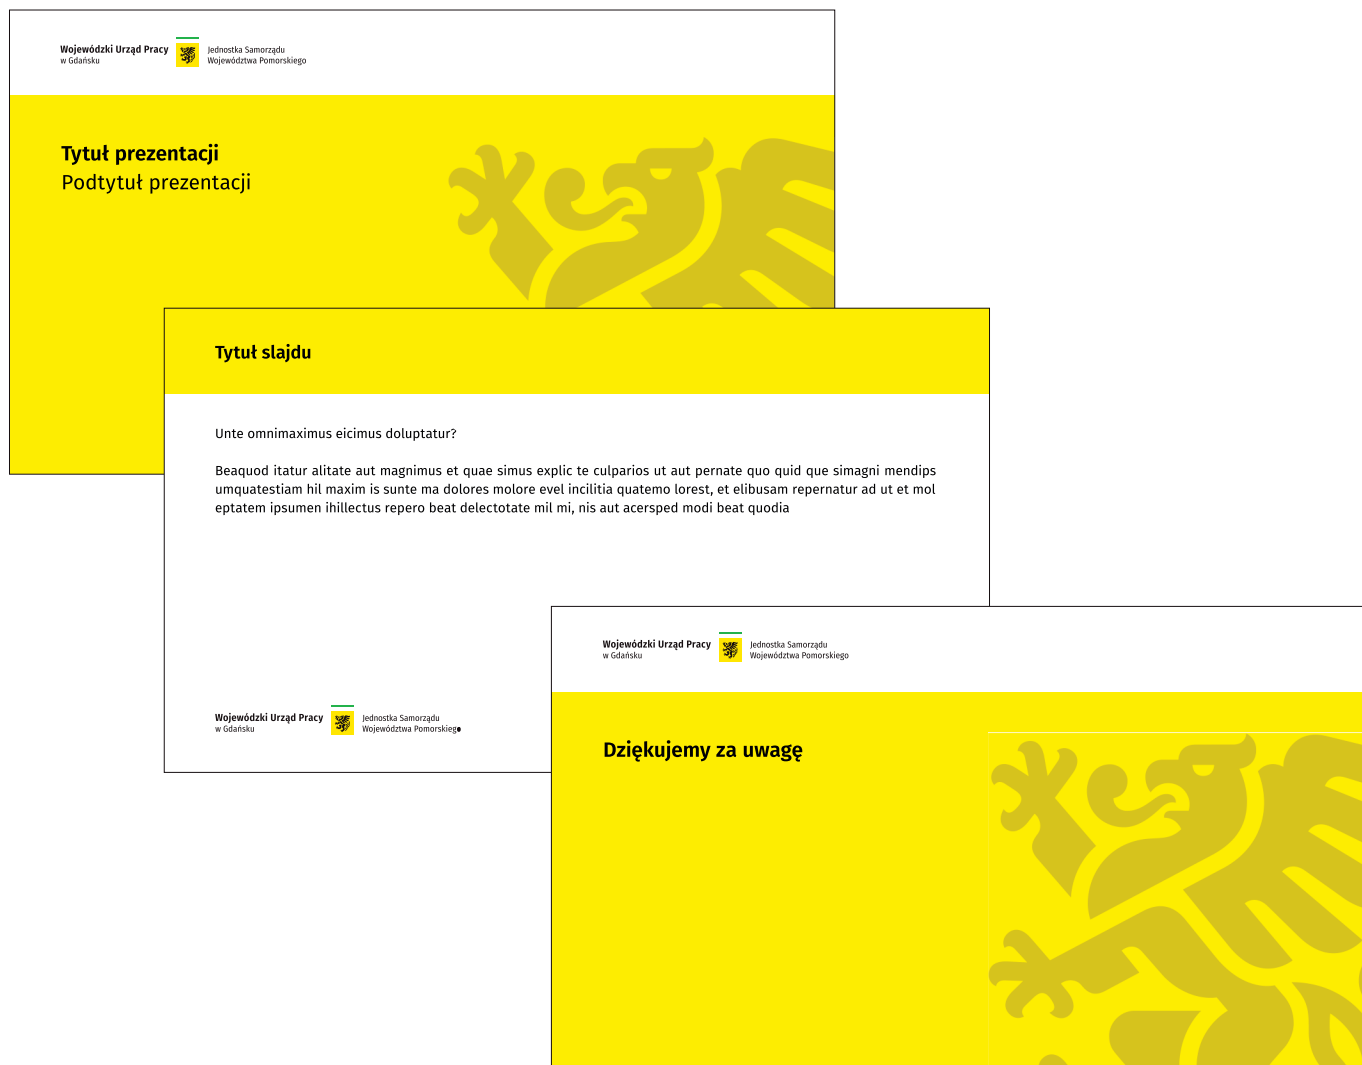 Wojewódzki Urząd Pracy
w Gdańsku
Jednostka Samorządu
Województwa Pomorskiego
Tytuł prezentacji
Podtytuł prezentacji
Tytuł slajdu
Unte omnimaximus eicimus doluptatur?
Beaquod itatur alitate aut magnimus et quae simus explic te culparios ut aut pernate quo quid que simagni mendips
umquatestiam hil maxim is sunte ma dolores molore evel incilitia quatemo lorest, et elibusam repernatur ad ut et mol
eptatem ipsumen ihillectus repero beat delectotate mil mi, nis aut acersped modi beat quodia
Wojewódzki Urząd Pracy
w Gdańsku
Jednostka Samorządu
Województwa Pomorskiego
Wojewódzki Urząd Pracy
w Gdańsku
Jednostka Samorządu
Województwa Pomorskiego
Dziękujemy za uwagę